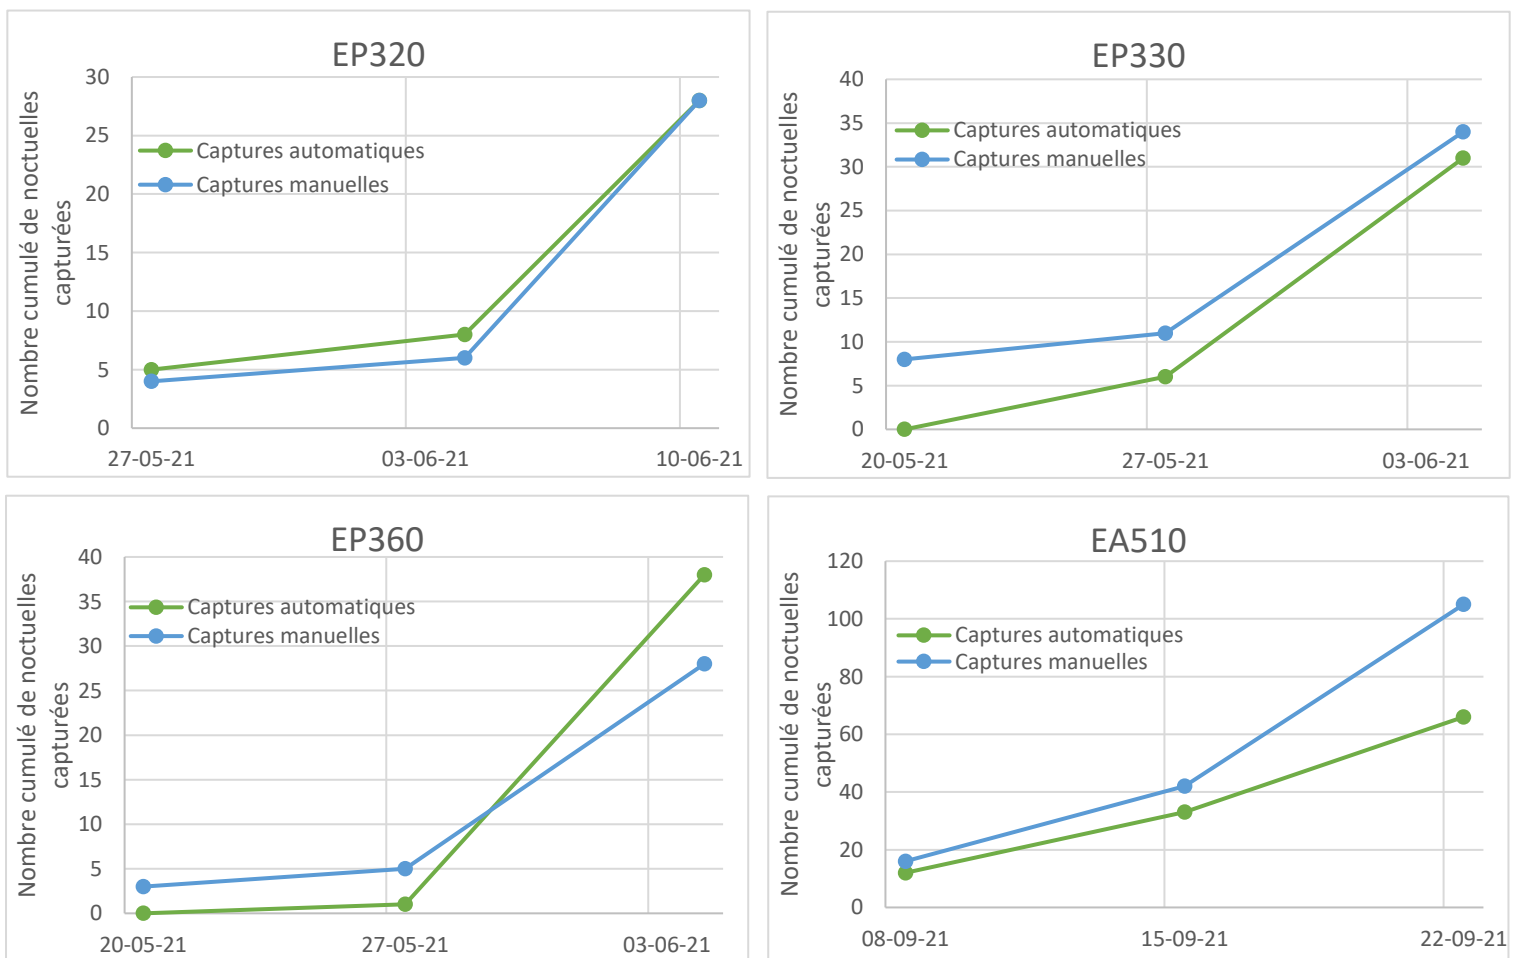 EP320
Nombre cumulé de noctuelles
capturées
30
25
20
15
10
5
0
Captures automatiques
Captures manuelles
27-05-21
03-06-21
10-06-21
EP330
Nombre cumulé de noctuelles
capturées
40
35
30
25
20
15
10
5
0
Captures automatiques
Captures manuelles
20-05-21
27-05-21
03-06-21
EP360
Nombre cumulé de noctuelles
capturées
40
35
30
25
20
15
10
5
0
Captures automatiques
Captures manuelles
20-05-21
27-05-21
03-06-21
EA510
Nombre cumulé de noctuelles
capturées
120
100
80
60
40
20
0
Captures automatiques
Captures manuelles
08-09-21
15-09-21
22-09-21